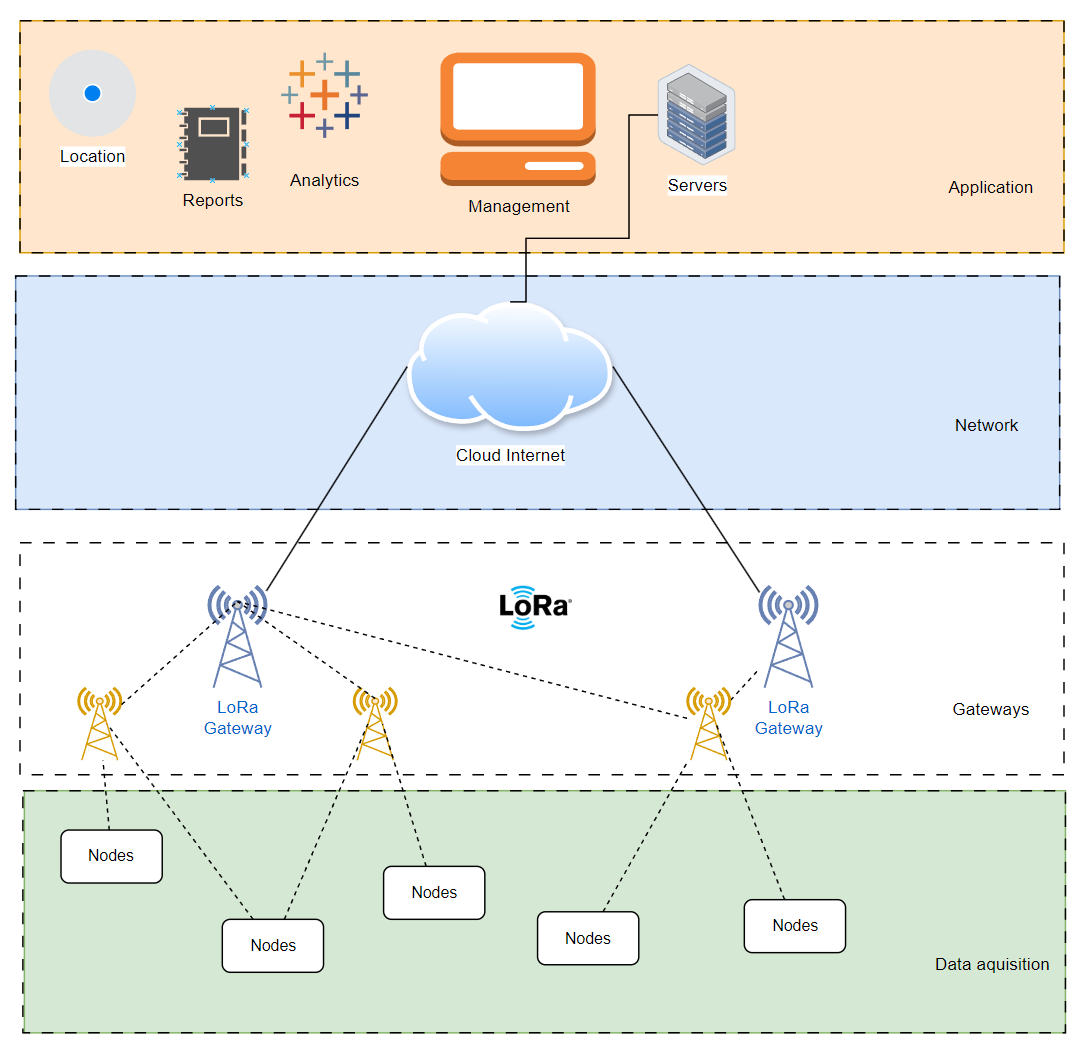 Location
Reports
Analytics
Management
Servers
Application
Cloud Internet
Network
LoRa
LoRa
Gateway
LoRa
Gateway
Gateways
Nodes
Nodes
Nodes
Nodes
Nodes
Data aquisition